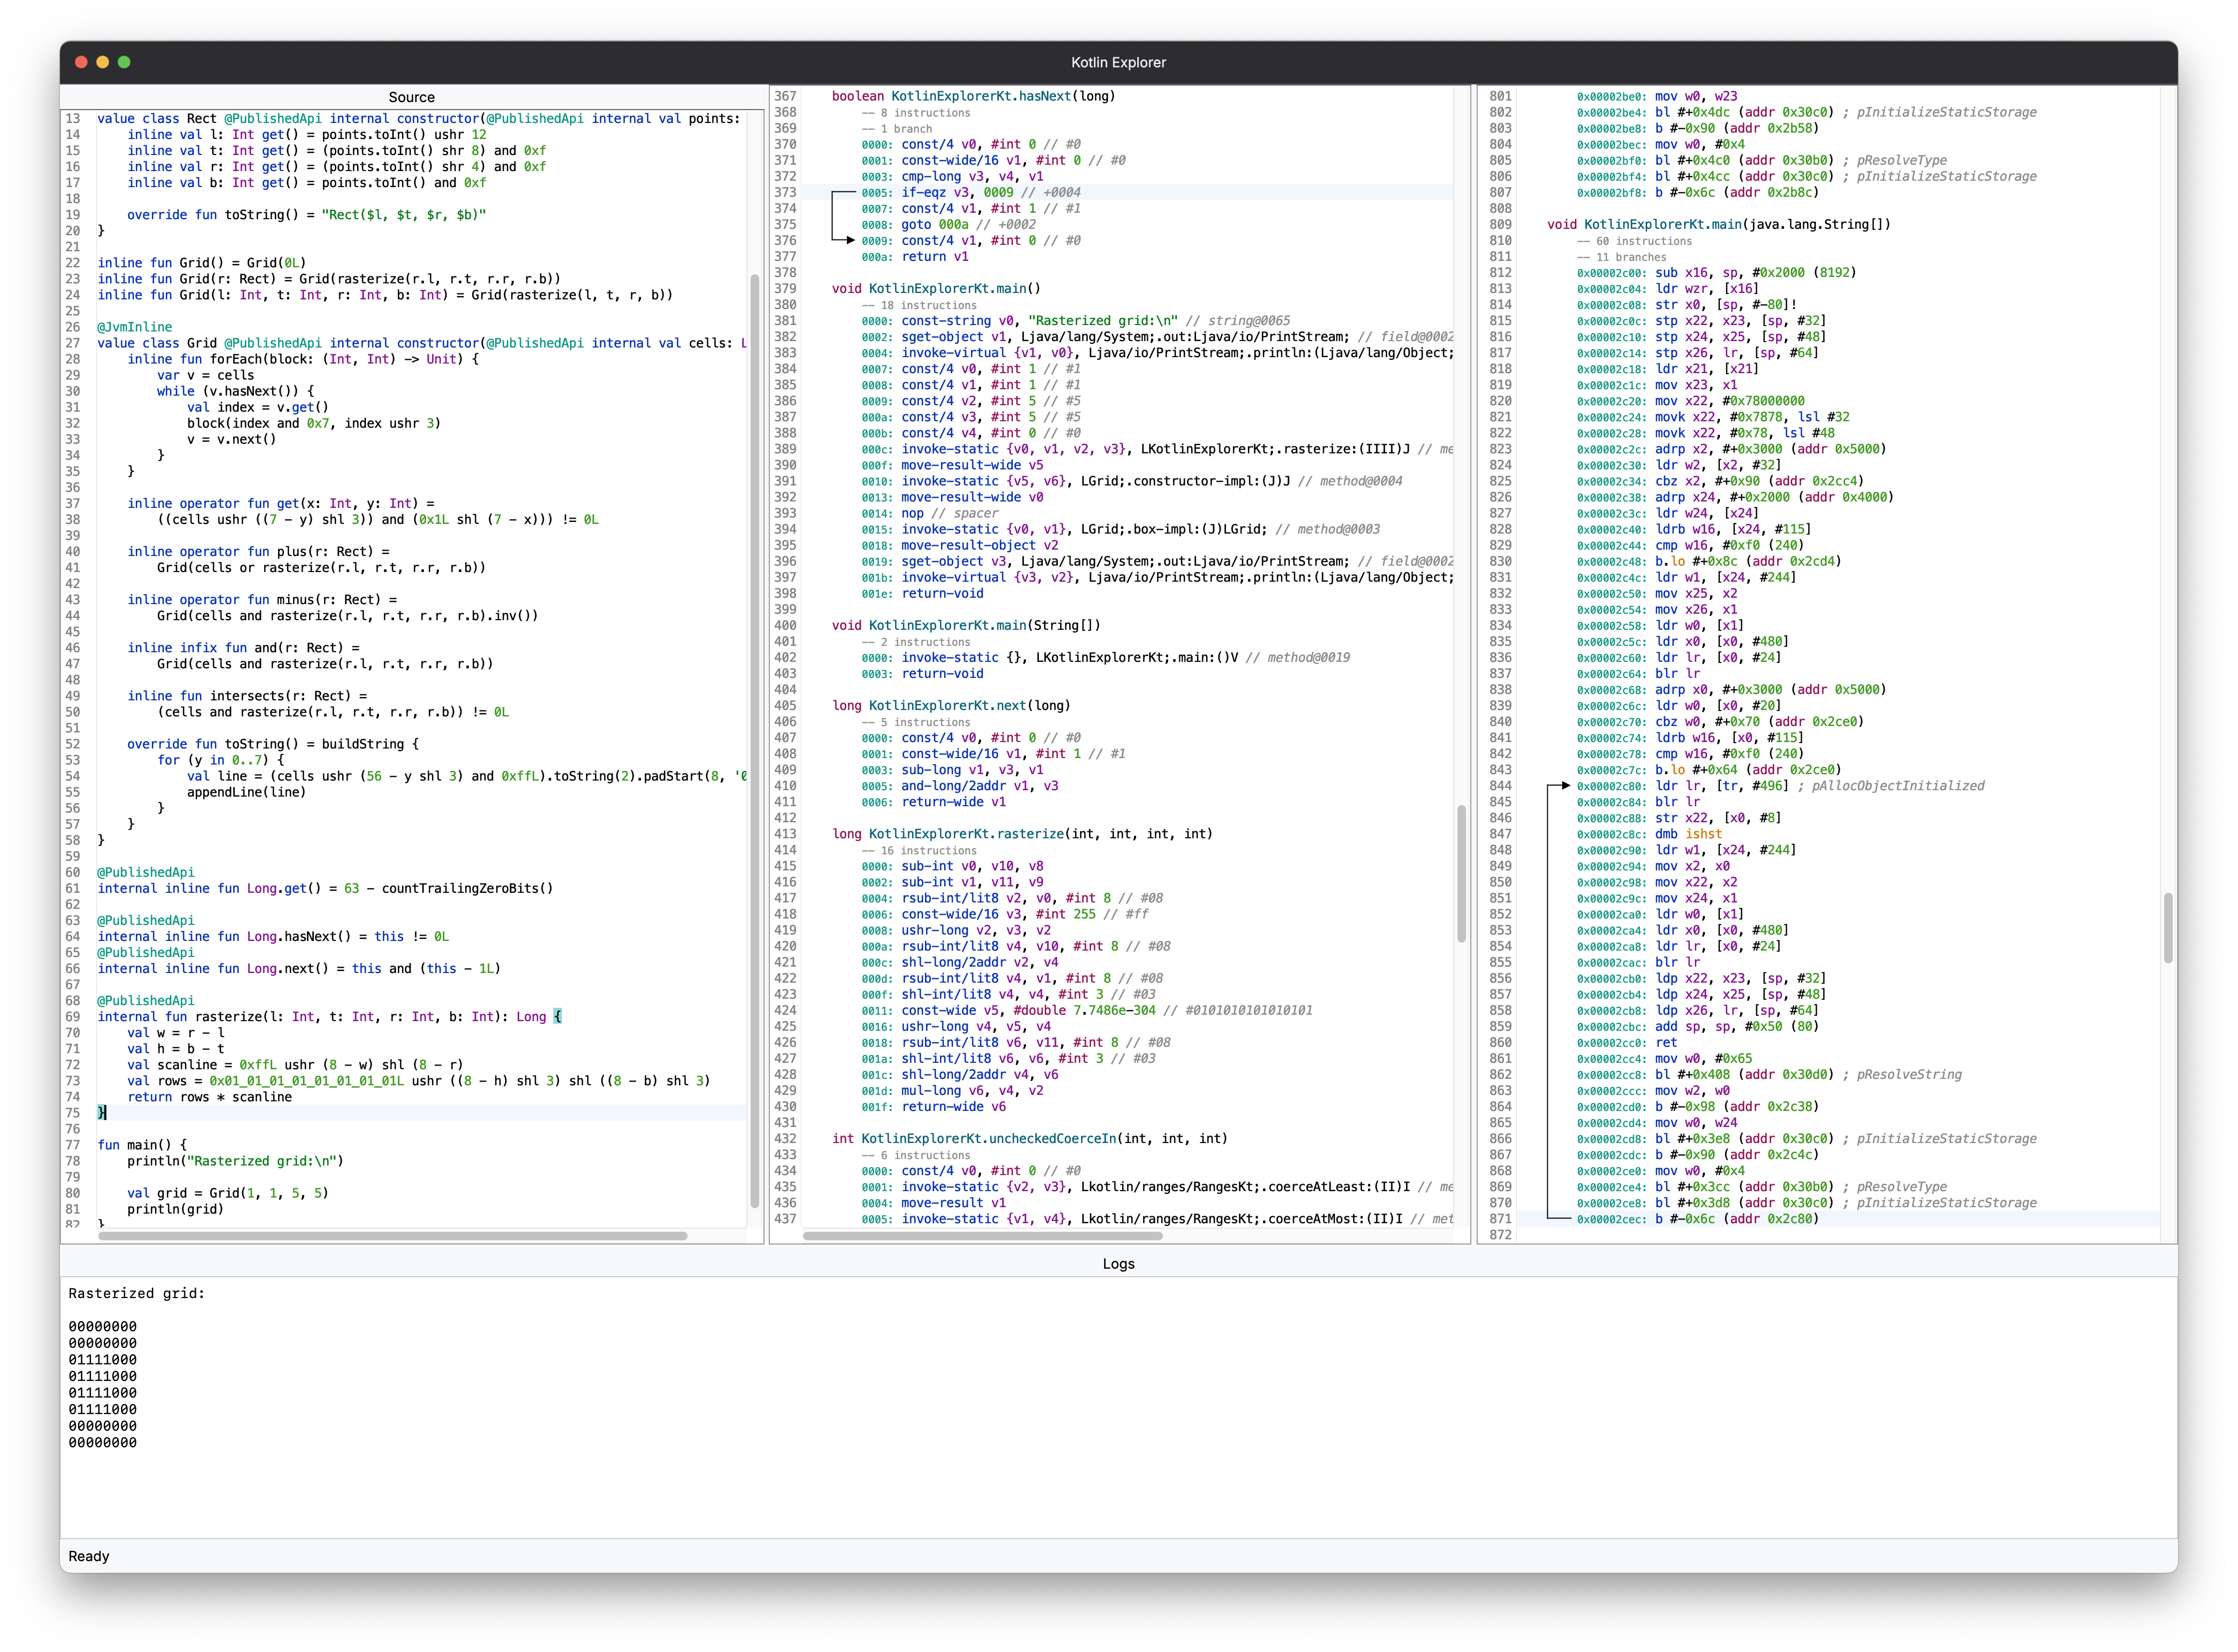 Kotlin Explorer
Source
13 value class Rect @PublishedApi internal constructor(@PublishedApi internal val points:
14     inline val l: Int get() = points.toInt() ushr 12
15     inline val t: Int get() = (points.toInt() shr 8) and 0xf
16     inline val r: Int get() = (points.toInt() shr 4) and 0xf
17     inline val b: Int get() = points.toInt() and 0xf
18
19     override fun toString() = "Rect($l, $t, $r, $b)"
20 }
21
22 inline fun Grid() = Grid(0L)
23 inline fun Grid(r: Rect) = Grid(rasterize(r.l, r.t, r.r, r.b))
24 inline fun Grid(l: Int, t: Int, r: Int, b: Int) = Grid(rasterize(l, t, r, b))
25
26 @JvmInline
27 value class Grid @PublishedApi internal constructor(@PublishedApi internal val cells: L
28     inline fun forEach(block: (Int, Int) -> Unit) {
29         var v = cells
30         while (v.hasNext()) {
31             val index = v.get()
32             block(index and 0x7, index ushr 3)
33             v = v.next()
34         }
35     }
36
37     inline operator fun get(x: Int, y: Int) =
38         ((cells ushr ((7 - y) shl 3)) and (0x1L shl (7 - x))) != 0L
39
40     inline operator fun plus(r: Rect) =
41         Grid(cells or rasterize(r.l, r.t, r.r, r.b))
42
43     inline operator fun minus(r: Rect) =
44         Grid(cells and rasterize(r.l, r.t, r.r, r.b).inv())
45
46     inline infix fun and(r: Rect) =
47         Grid(cells and rasterize(r.l, r.t, r.r, r.b))
48
49     inline fun intersects(r: Rect) =
50         (cells and rasterize(r.l, r.t, r.r, r.b)) != 0L
51
52     override fun toString() = buildString {
53         for (y in 0..7) {
54             val line = (cells ushr (56 - y shl 3) and 0xffL).toString(2).padStart(8, '0
55             appendLine(line)
56         }
57     }
58 }
59
60 @PublishedApi
61 internal inline fun Long.get() = 63 - countTrailingZeroBits()
62
63 @PublishedApi
64 internal inline fun Long.hasNext() = this != 0L
65 @PublishedApi
66 internal inline fun Long.next() = this and (this - 1L)
67
68 @PublishedApi
69 internal fun rasterize(l: Int, t: Int, r: Int, b: Int): Long {
70     val w = r - l
71     val h = b - t
72     val scanline = 0xffL ushr (8 - w) shl (8 - r)
73     val rows = 0x01_01_01_01_01_01_01_01L ushr ((8 - h) shl 3) shl ((8 - b) shl 3)
74     return rows * scanline
75 }
76
77 fun main() {
78     println("Rasterized grid:\n")
79
80     val grid = Grid(1, 1, 5, 5)
81     println(grid)
82 }
367 boolean KotlinExplorerKt.hasNext(long)
368 -- 8 instructions
369 -- 1 branch
370 0000: const/4 v0, #int 0 // #0
371 0001: const-wide/16 v1, #int 0 // #0
372 0003: cmp-long v3, v4, v1
373 0005: if-eqz v3, 0009 // +0004
374 0007: const/4 v1, #int 1 // #1
375 0008: goto 000a // +0002
376 0009: const/4 v1, #int 0 // #0
377 000a: return v1
378
379 void KotlinExplorerKt.main()
380 -- 18 instructions
381 0000: const-string v0, "Rasterized grid:\n" // string@0065
382 0002: sget-object v1, Ljava/lang/System;.out:Ljava/io/PrintStream; // field@0002
383 0004: invoke-virtual {v1, v0}, Ljava/io/PrintStream;.println:(Ljava/lang/Object;
384 0007: const/4 v0, #int 1 // #1
385 0008: const/4 v1, #int 1 // #1
386 0009: const/4 v2, #int 5 // #5
387 000a: const/4 v3, #int 5 // #5
388 000b: const/4 v4, #int 0 // #0
389 000c: invoke-static {v0, v1, v2, v3}, LKotlinExplorerKt;.rasterize:(IIII)J // me
390 000f: move-result-wide v5
391 0010: invoke-static {v5, v6}, LGrid;.constructor-impl:(J)J // method@0004
392 0013: move-result-wide v0
393 0014: nop // spacer
394 0015: invoke-static {v0, v1}, LGrid;.box-impl:(J)LGrid; // method@0003
395 0018: move-result-object v2
396 0019: sget-object v3, Ljava/lang/System;.out:Ljava/io/PrintStream; // field@0002
397 001b: invoke-virtual {v3, v2}, Ljava/io/PrintStream;.println:(Ljava/lang/Object;
398 001e: return-void
399
400 void KotlinExplorerKt.main(String[])
401 -- 2 instructions
402 0000: invoke-static {}, LKotlinExplorerKt;.main:()V // method@0019
403 0003: return-void
404
405 long KotlinExplorerKt.next(long)
406 -- 5 instructions
407 0000: const/4 v0, #int 0 // #0
408 0001: const-wide/16 v1, #int 1 // #1
409 0003: sub-long v1, v3, v1
410 0005: and-long/2addr v1, v3
411 0006: return-wide v1
412
413 long KotlinExplorerKt.rasterize(int, int, int, int)
414 -- 16 instructions
415 0000: sub-int v0, v10, v8
416 0002: sub-int v1, v11, v9
417 0004: rsub-int/lit8 v2, v0, #int 8 // #08
418 0006: const-wide/16 v3, #int 255 // #ff
419 0008: ushr-long v2, v3, v2
420 000a: rsub-int/lit8 v4, v10, #int 8 // #08
421 000c: shl-long/2addr v2, v4
422 000d: rsub-int/lit8 v4, v1, #int 8 // #08
423 000f: shl-int/lit8 v4, v4, #int 3 // #03
424 0011: const-wide v5, #double 7.7486e-304 // #0101010101010101
425 0016: ushr-long v4, v5, v4
426 0018: rsub-int/lit8 v6, v11, #int 8 // #08
427 001a: shl-int/lit8 v6, v6, #int 3 // #03
428 001c: shl-long/2addr v4, v6
429 001d: mul-long v6, v4, v2
430 001f: return-wide v6
431
432 int KotlinExplorerKt.uncheckedCoerceIn(int, int, int)
433 -- 6 instructions
434 0000: const/4 v0, #int 0 // #0
435 0001: invoke-static {v2, v3}, Lkotlin/ranges/RangesKt;.coerceAtLeast:(II)I // me
436 0004: move-result v1
437 0005: invoke-static {v1, v4}, Lkotlin/ranges/RangesKt;.coerceAtMost:(II)I // met
801 0x00002be0: mov w0, w23
802 0x00002be4: bl #+0x4dc (addr 0x30c0) ; pInitializeStaticStorage
803 0x00002be8: b #-0x90 (addr 0x2b58)
804 0x00002bec: mov w0, #0x4
805 0x00002bf0: bl #+0x4c0 (addr 0x30b0) ; pResolveType
806 0x00002bf4: bl #+0x4cc (addr 0x30c0) ; pInitializeStaticStorage
807 0x00002bf8: b #-0x6c (addr 0x2b8c)
808
809 void KotlinExplorerKt.main(java.lang.String[])
810 -- 60 instructions
811 -- 11 branches
812 0x00002c00: sub x16, sp, #0x2000 (8192)
813 0x00002c04: ldr wzr, [x16]
814 0x00002c08: str x0, [sp, #-80]!
815 0x00002c0c: stp x22, x23, [sp, #32]
816 0x00002c10: stp x24, x25, [sp, #48]
817 0x00002c14: stp x26, lr, [sp, #64]
818 0x00002c18: ldr x21, [x21]
819 0x00002c1c: mov x23, x1
820 0x00002c20: mov x22, #0x78000000
821 0x00002c24: movk x22, #0x7878, lsl #32
822 0x00002c28: movk x22, #0x78, lsl #48
823 0x00002c2c: adrp x2, #+0x3000 (addr 0x5000)
824 0x00002c30: ldr w2, [x2, #32]
825 0x00002c34: cbz x2, #+0x90 (addr 0x2cc4)
826 0x00002c38: adrp x24, #+0x2000 (addr 0x4000)
827 0x00002c3c: ldr w24, [x24]
828 0x00002c40: ldrb w16, [x24, #115]
829 0x00002c44: cmp w16, #0xf0 (240)
830 0x00002c48: b.lo #+0x8c (addr 0x2cd4)
831 0x00002c4c: ldr w1, [x24, #244]
832 0x00002c50: mov x25, x2
833 0x00002c54: mov x26, x1
834 0x00002c58: ldr w0, [x1]
835 0x00002c5c: ldr x0, [x0, #480]
836 0x00002c60: ldr lr, [x0, #24]
837 0x00002c64: blr lr
838 0x00002c68: adrp x0, #+0x3000 (addr 0x5000)
839 0x00002c6c: ldr w0, [x0, #20]
840 0x00002c70: cbz w0, #+0x70 (addr 0x2ce0)
841 0x00002c74: ldrb w16, [x0, #115]
842 0x00002c78: cmp w16, #0xf0 (240)
843 0x00002c7c: b.lo #+0x64 (addr 0x2ce0)
844 0x00002c80: ldr lr, [tr, #496] ; pAllocObjectInitialized
845 0x00002c84: blr lr
846 0x00002c88: str x22, [x0, #8]
847 0x00002c8c: dmb ishst
848 0x00002c90: ldr w1, [x24, #244]
849 0x00002c94: mov x2, x0
850 0x00002c98: mov x22, x2
851 0x00002c9c: mov x24, x1
852 0x00002ca0: ldr w0, [x1]
853 0x00002ca4: ldr x0, [x0, #480]
854 0x00002ca8: ldr lr, [x0, #24]
855 0x00002cac: blr lr
856 0x00002cb0: ldp x22, x23, [sp, #32]
857 0x00002cb4: ldp x24, x25, [sp, #48]
858 0x00002cb8: ldp x26, lr, [sp, #64]
859 0x00002cbc: add sp, sp, #0x50 (80)
860 0x00002cc0: ret
861 0x00002cc4: mov w0, #0x65
862 0x00002cc8: bl #+0x408 (addr 0x30d0) ; pResolveString
863 0x00002ccc: mov w2, w0
864 0x00002cd0: b #-0x98 (addr 0x2c38)
865 0x00002cd4: mov w0, w24
866 0x00002cd8: bl #+0x3e8 (addr 0x30c0) ; pInitializeStaticStorage
867 0x00002cdc: b #-0x90 (addr 0x2c4c)
868 0x00002ce0: mov w0, #0x4
869 0x00002ce4: bl #+0x3cc (addr 0x30b0) ; pResolveType
870 0x00002ce8: bl #+0x3d8 (addr 0x30c0) ; pInitializeStaticStorage
871 0x00002cec: b #-0x6c (addr 0x2c80)
872
Logs
Rasterized grid:
00000000
00000000
01111000
01111000
01111000
01111000
00000000
00000000
Ready